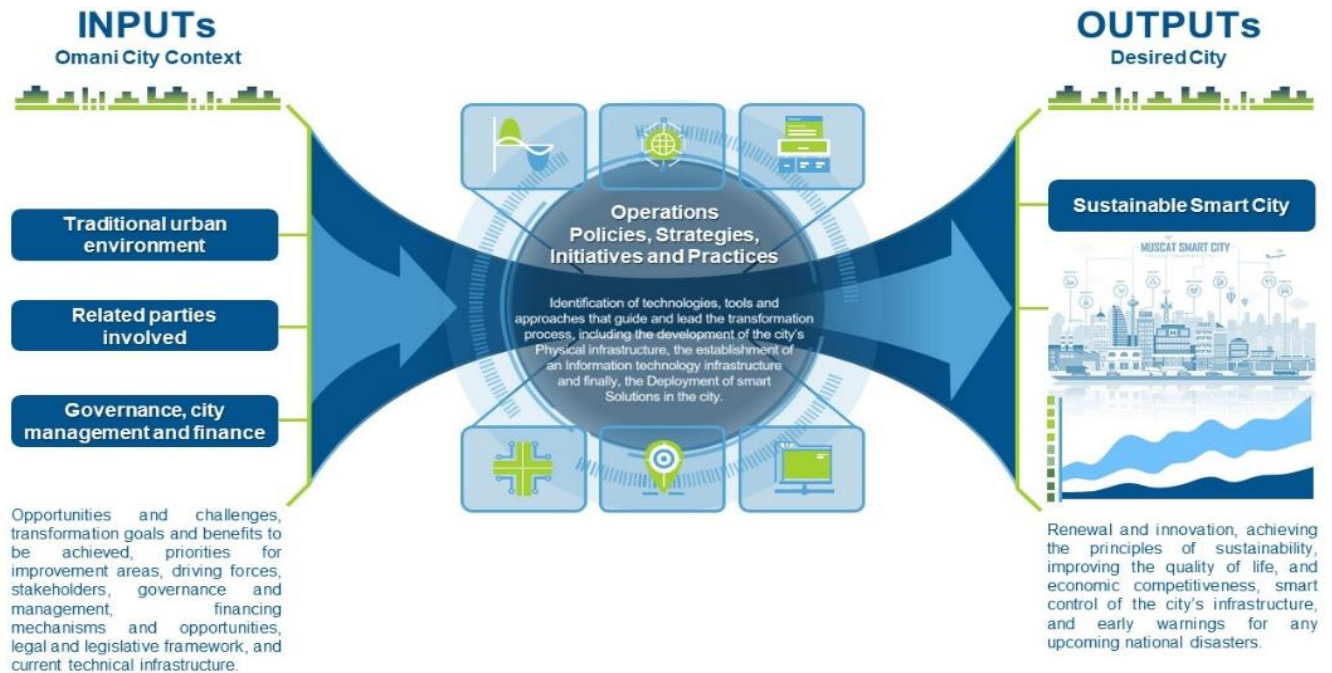 INPUTs
Omani City Context
Traditional urban
environment
Related parties
involved
Governance, city
management and finance
Opportunities and challenges,
transformation goals and benefits to
be achieved, priorities for
improvement areas, driving forces,
stakeholders, governance and
management, financing
mechanisms and opportunities,
legal and legislative framework, and
current technical infrastructure.
Operations
Policies, Strategies,
Initiatives and Practices
Identification of technologies, tools and
approaches that guide and lead the transformation
process, including the development of the city's
Physical infrastructure, the establishment of
an Information technology infrastructure
and finally, the Deployment of smart
Solutions in the city.
OUTPUTs
Desired City
Sustainable Smart City
MUSCAT SMART CITY
Renewal and innovation, achieving
the principles of sustainability,
improving the quality of life, and
economic competitiveness, smart
control of the city's infrastructure,
and early warnings for any
upcoming national disasters.